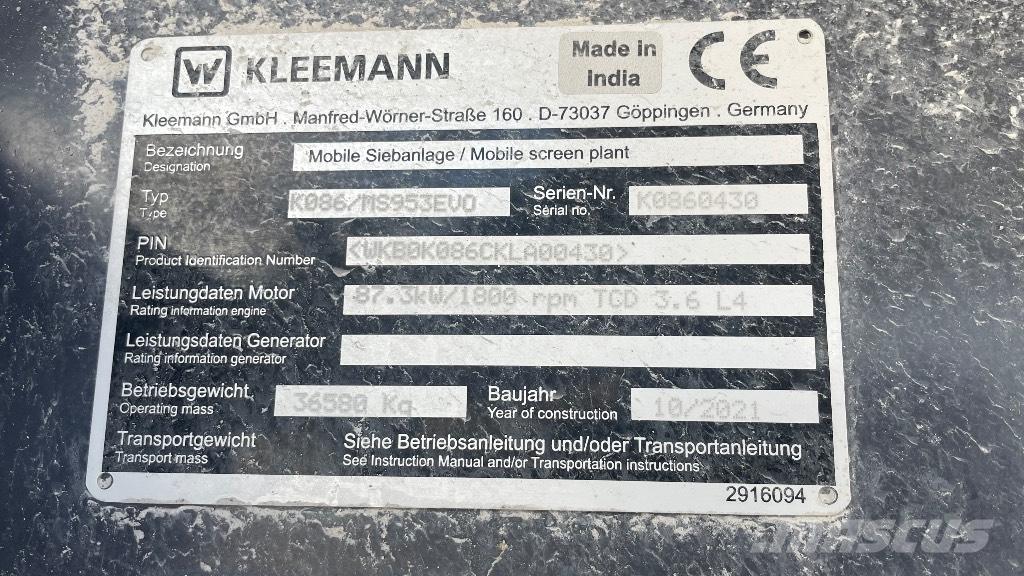 W KLEEMANN
Made in
India
CE
Kleemann GmbH . Manfred-Wörner-Straße 160 . D-73037 Göppingen . Germany
Bezeichnung
Designation
Mobile Siebanlage / Mobile screen plant
Typ
Type
K086/MS953EVO
Serien-Nr.
Serial no.
K0860430
PIN
Product Identification Number
<WKB0K086CKLA00430>
Leistungdaten Motor
Rating information engine
87.3kW/1800 rpm TCD 3.6 L4
Leistungsdaten Generator
Rating information generator
Betriebsgewicht
Operating mass
36580 Kg
Baujahr
Year of construction
10/2021
Transportgewicht
Transport mass
Siehe Betriebsanleitung und/oder Transportanleitung
See Instruction Manual and/or Transportation instructions
2916094
mascus